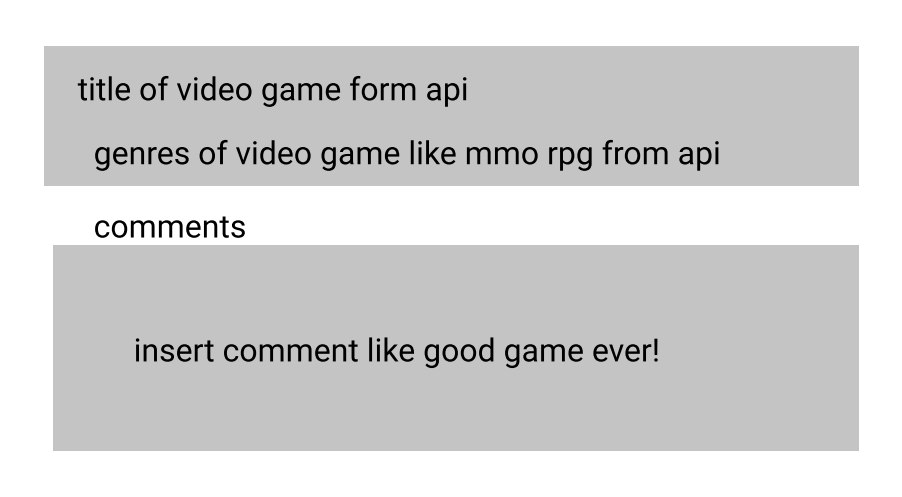 title of video game form api
genres of video game like mmo rpg from api
comments
insert comment like good game ever!